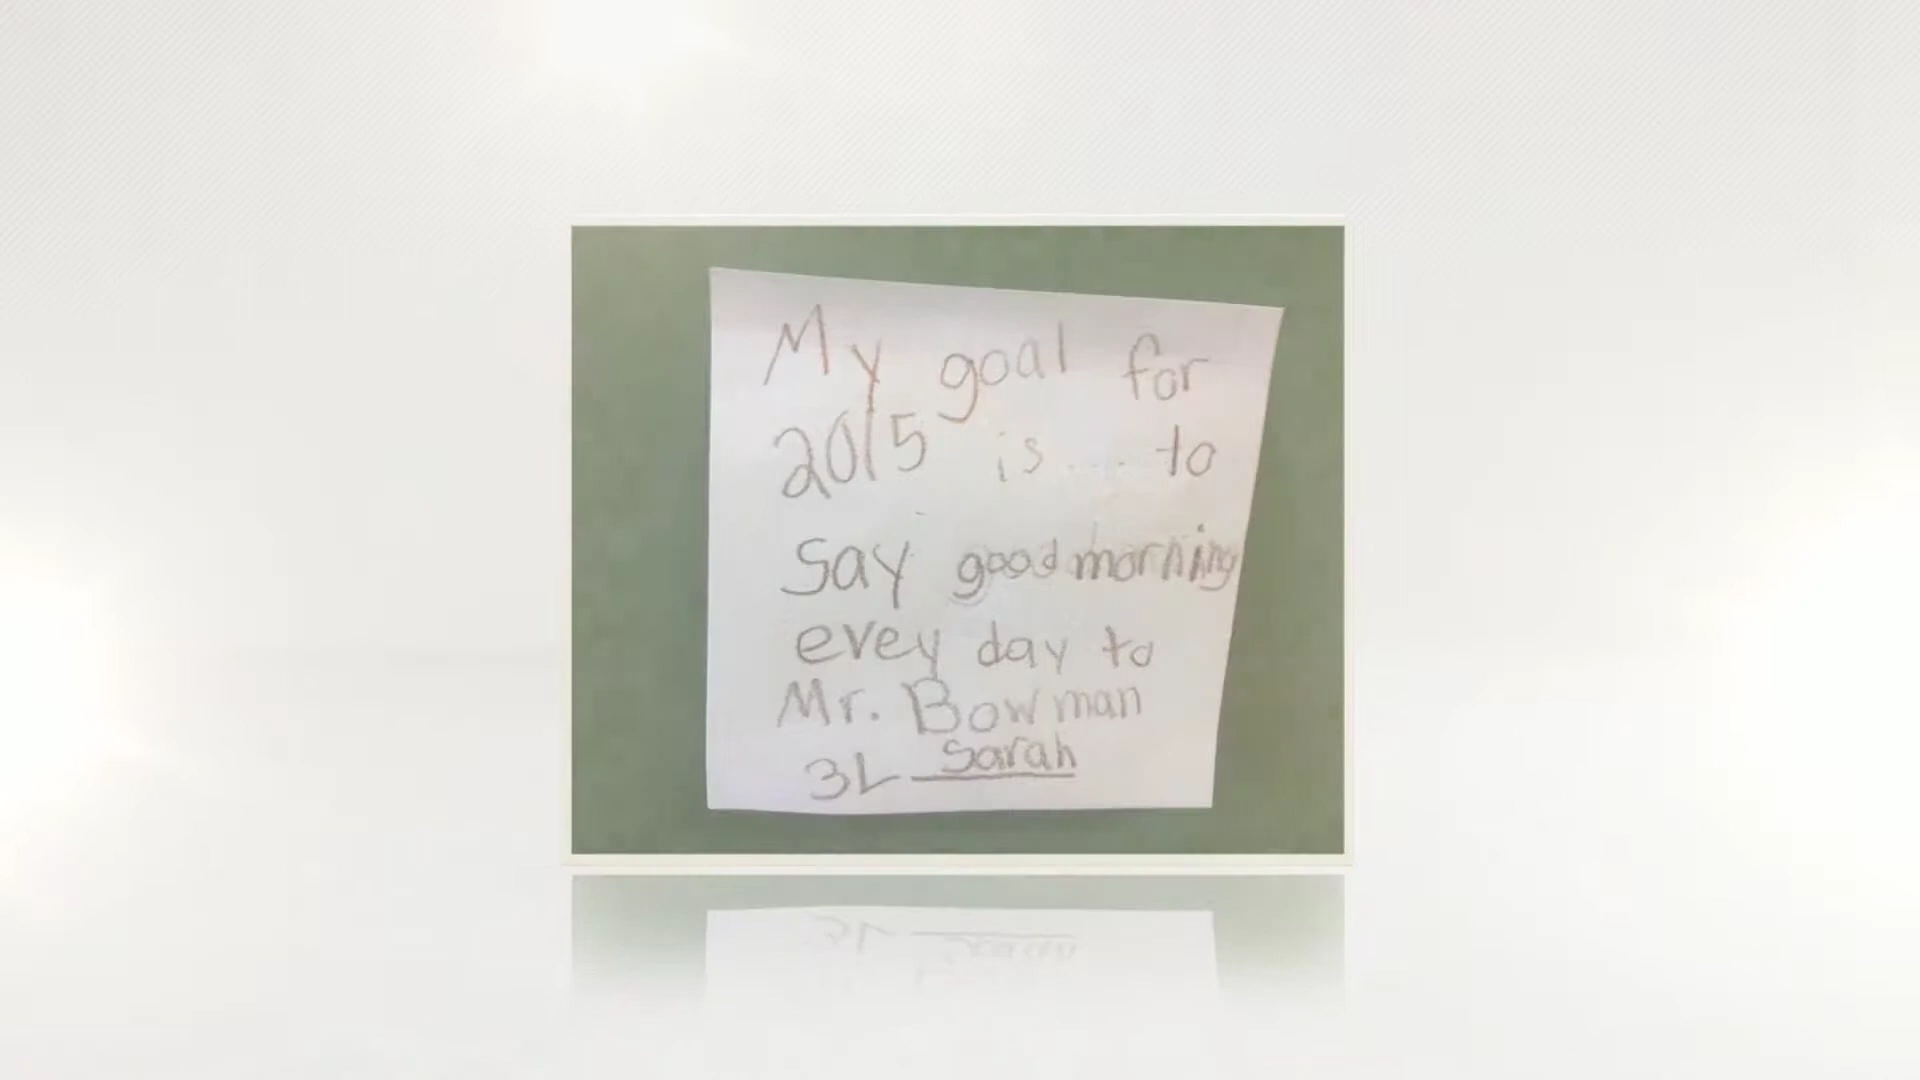 My goal for
2015 is.... to
Say good morning
evey day to
Mr. Bowman
3L Sarah